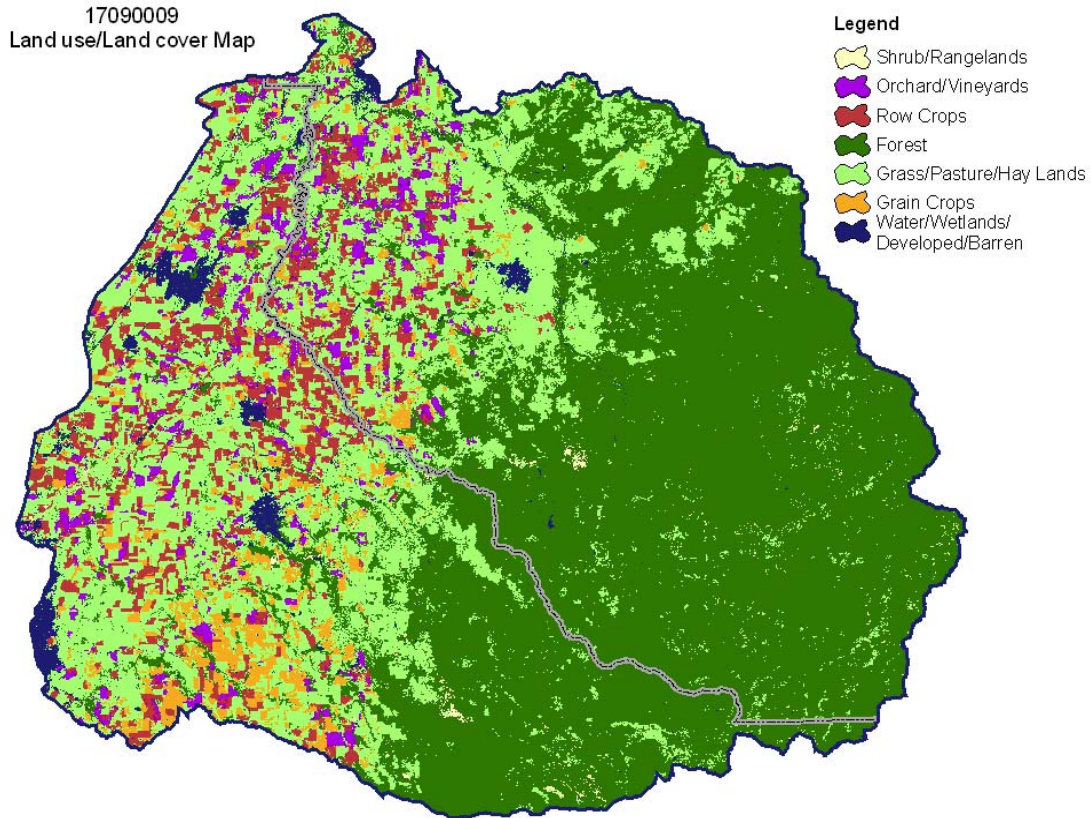 17090009
Land use/Land cover Map
Legend
Shrub/Rangelands
Orchard/Vineyards
Row Crops
Forest
Grass/Pasture/Hay Lands
Grain Crops
Water/Wetlands/
Developed/Barren